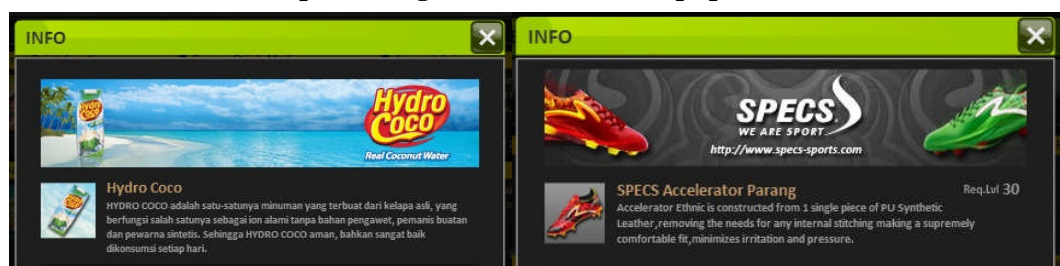 INFO
Hydro
Coco
Real Coconut Water
Hydro Coco
HYDRO COCO adalah satu-satunya minuman yang terbuat dari kelapa asli, yang
berfungsi salah satunya sebagai ion alami tanpa bahan pengawet, pemanis buatan
dan pewarna sintetis. Sehingga HYDRO COCO aman, bahkan sangat baik
dikonsumsi setiap hari.
INFO
SPECS
WE ARE SPORT
http://www.specs-sports.com
SPECS Accelerator Parang
Req.Lvl 30
Accelerator Ethnic is constructed from 1 single piece of PU Synthetic
Leather,removing the needs for any internal stitching making a supremely
comfortable fit,minimizes irritation and pressure.